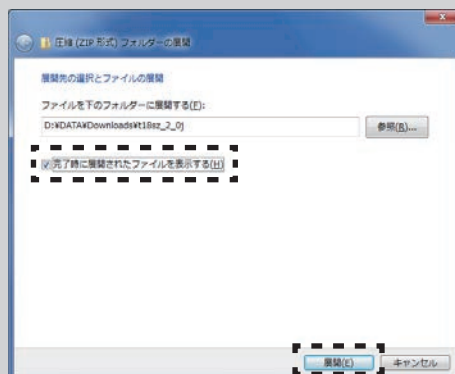 圧縮 (ZIP 形式) フォルダーの展開
展開先の選択とファイルの展開
ファイルを下のフォルダーに展開する(F):
D:¥DATA¥Downloads¥t18sz_2_0j
参照(R)...
完了時に展開されたファイルを表示する(H)
展開(E)
キャンセル